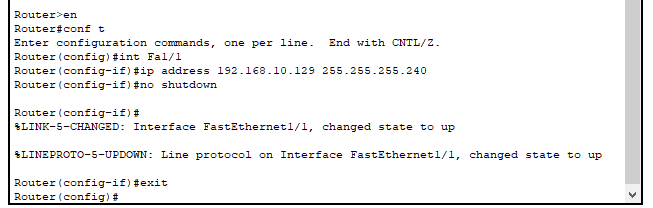 Router>en
Router#conf t
Enter configuration commands, one per line.  End with CNTL/Z.
Router(config)#int Fa1/1
Router(config-if)#ip address 192.168.10.129 255.255.255.240
Router(config-if)#no shutdown
Router(config-if)#
%LINK-5-CHANGED: Interface FastEthernet1/1, changed state to up
%LINEPROTO-5-UPDOWN: Line protocol on Interface FastEthernet1/1, changed state to up
Router(config-if)#exit
Router(config)#